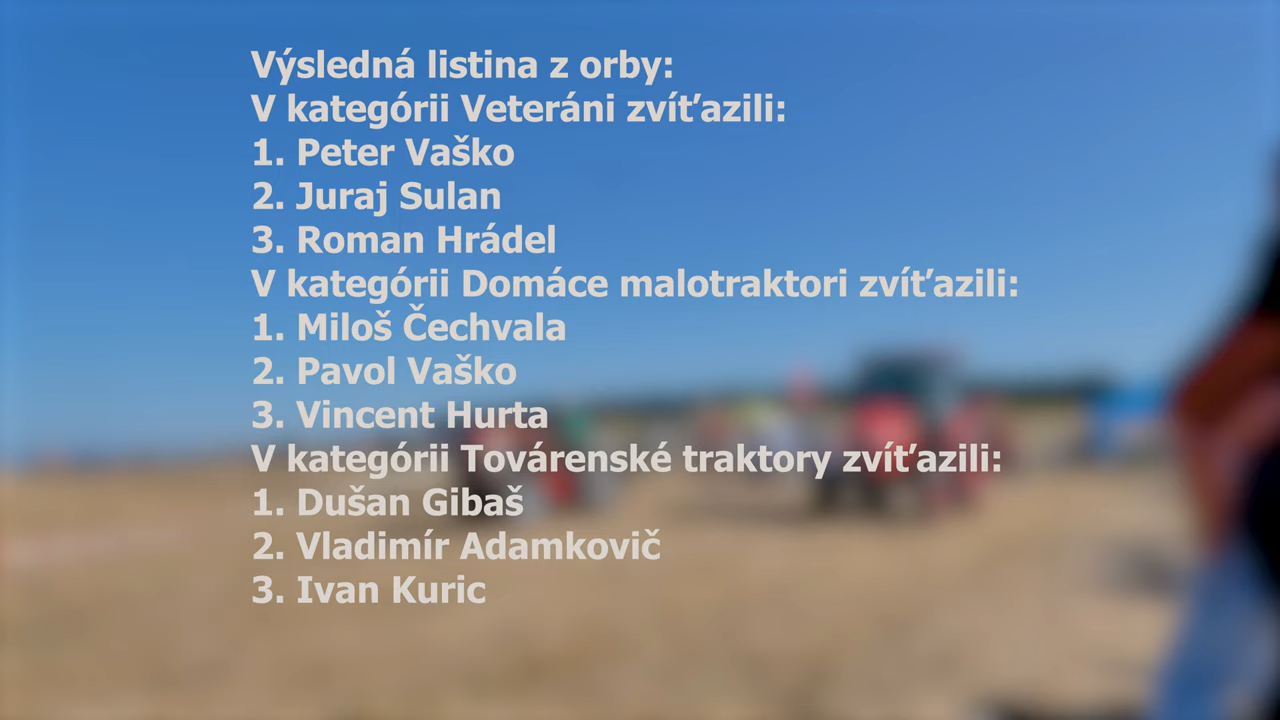 Výsledná listina z orby:
V kategórii Veteráni zvíťazili:
1. Peter Vaško
2. Juraj Sulan
3. Roman Hrádel
V kategórii Domáce malotraktori zvíťazili:
1. Miloš Čechvala
2. Pavol Vaško
3. Vincent Hurta
V kategórii Továrenské traktory zvíťazili:
1. Dušan Gibaš
2. Vladimír Adamkovič
3. Ivan Kuric